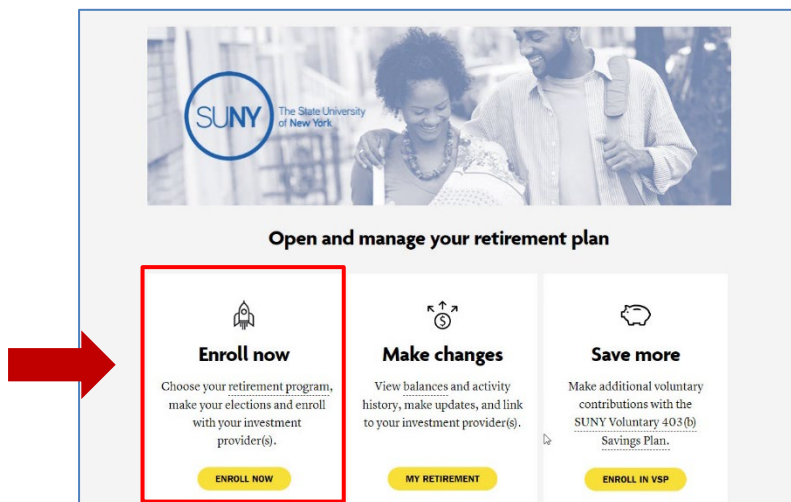 SUNY
The State University
of New York
Open and manage your retirement plan
Enroll now
Choose your retirement program,
make your elections and enroll
with your investment
provider(s).
ENROLL NOW
Make changes
View balances and activity
history, make updates, and link
to your investment provider(s).
MY RETIREMENT
Save more
Make additional voluntary
contributions with the
SUNY Voluntary 403(b)
Savings Plan.
ENROLL IN VSP